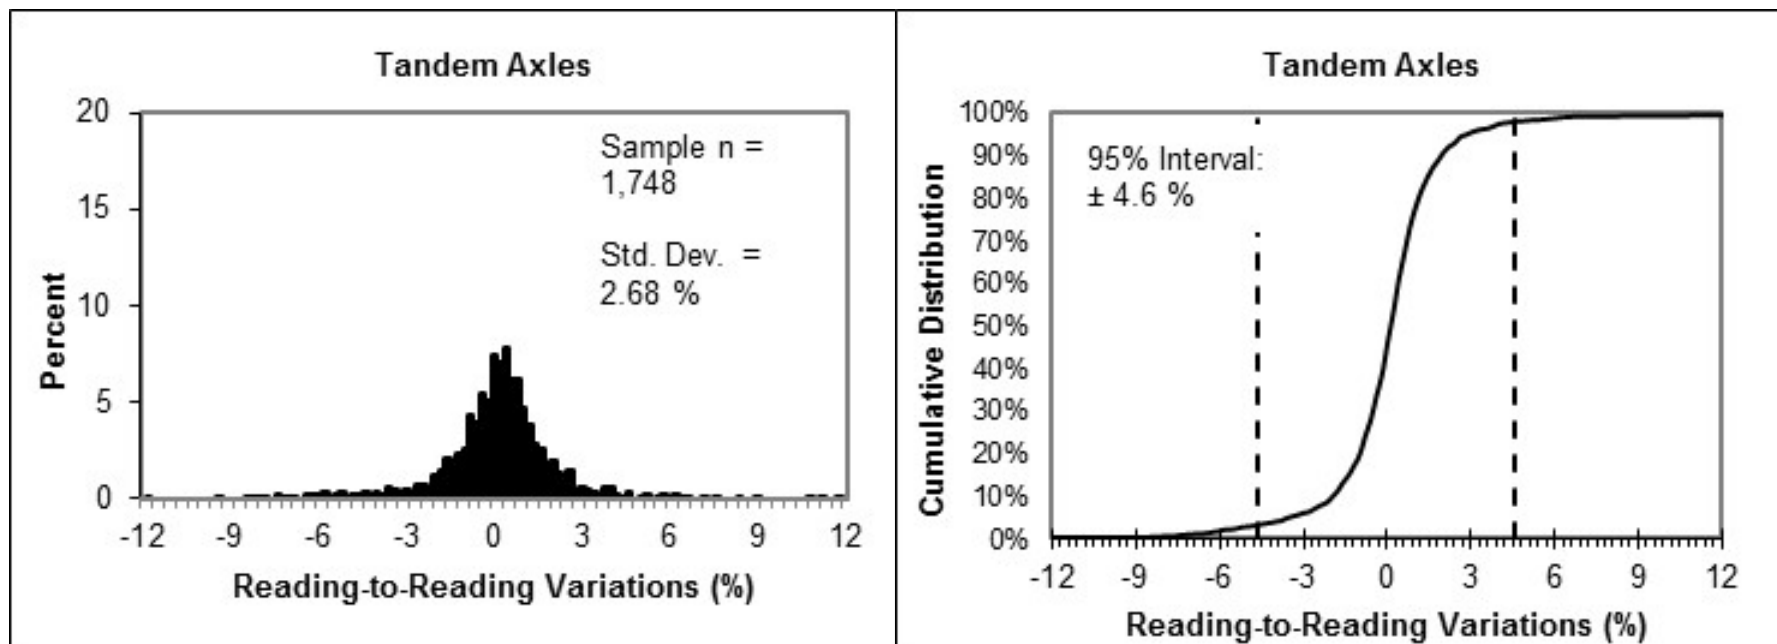 Tandem Axles
20
15
10
5
0
Percent
Sample n =
1,748
Std. Dev. =
2.68 %
-12 -9 -6 -3 0 3 6 9 12
Reading-to-Reading Variations (%)
Tandem Axles
100%
90%
80%
70%
60%
50%
40%
30%
20%
10%
0%
Cumulative Distribution
95% Interval:
± 4.6 %
-12 -9 -6 -3 0 3 6 9 12
Reading-to-Reading Variations (%)